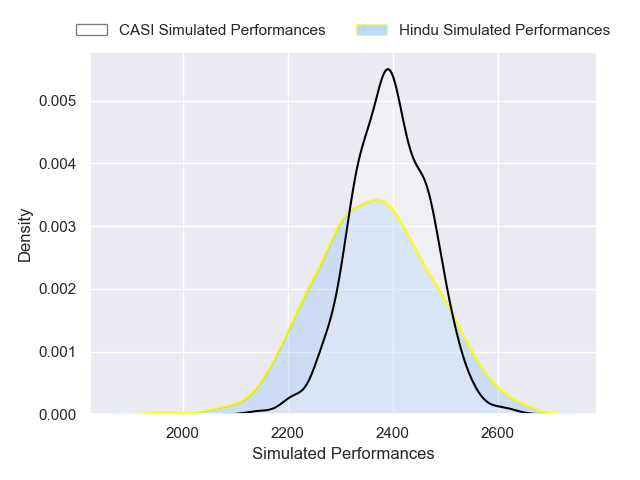 CASI Simulated Performances
Hindu Simulated Performances
0.005
0.004
0.003
0.002
0.001
0.000
Density
2000
2200
2400
2600
Simulated Performances